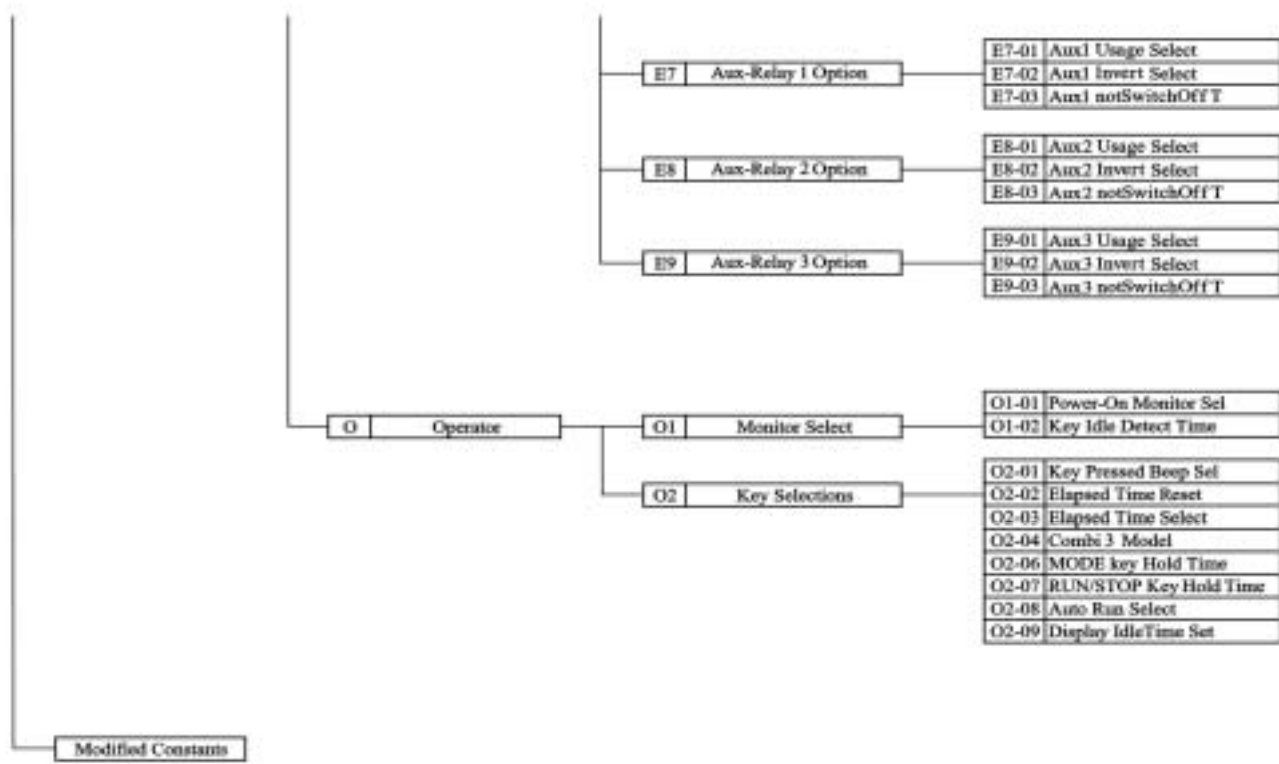 E7-01 Aux1 Usage Select
E7 Aux-Relay 1 Option E7-02 Aux1 Invert Select
E7-03 Aux1 notSwitchOff T
E8-01 Aux2 Usage Select
E8 Aux-Relay 2 Option E8-02 Aux2 Invert Select
E8-03 Aux2 notSwitchOff T
E9-01 Aux3 Usage Select
E9 Aux-Relay 3 Option E9-02 Aux3 Invert Select
E9-03 Aux3 notSwitchOff T
O1-01 Power-On Monitor Sel
O Operator O1 Monitor Select O1-02 Key Idle Detect Time
O2-01 Key Pressed Beep Sel
O2 Key Selections O2-02 Elapsed Time Reset
O2-03 Elapsed Time Select
O2-04 Combi 3 Model
O2-06 MODE key Hold Time
O2-07 RUN/STOP Key Hold Time
O2-08 Auto Run Select
O2-09 Display IdleTime Set
Modified Constants